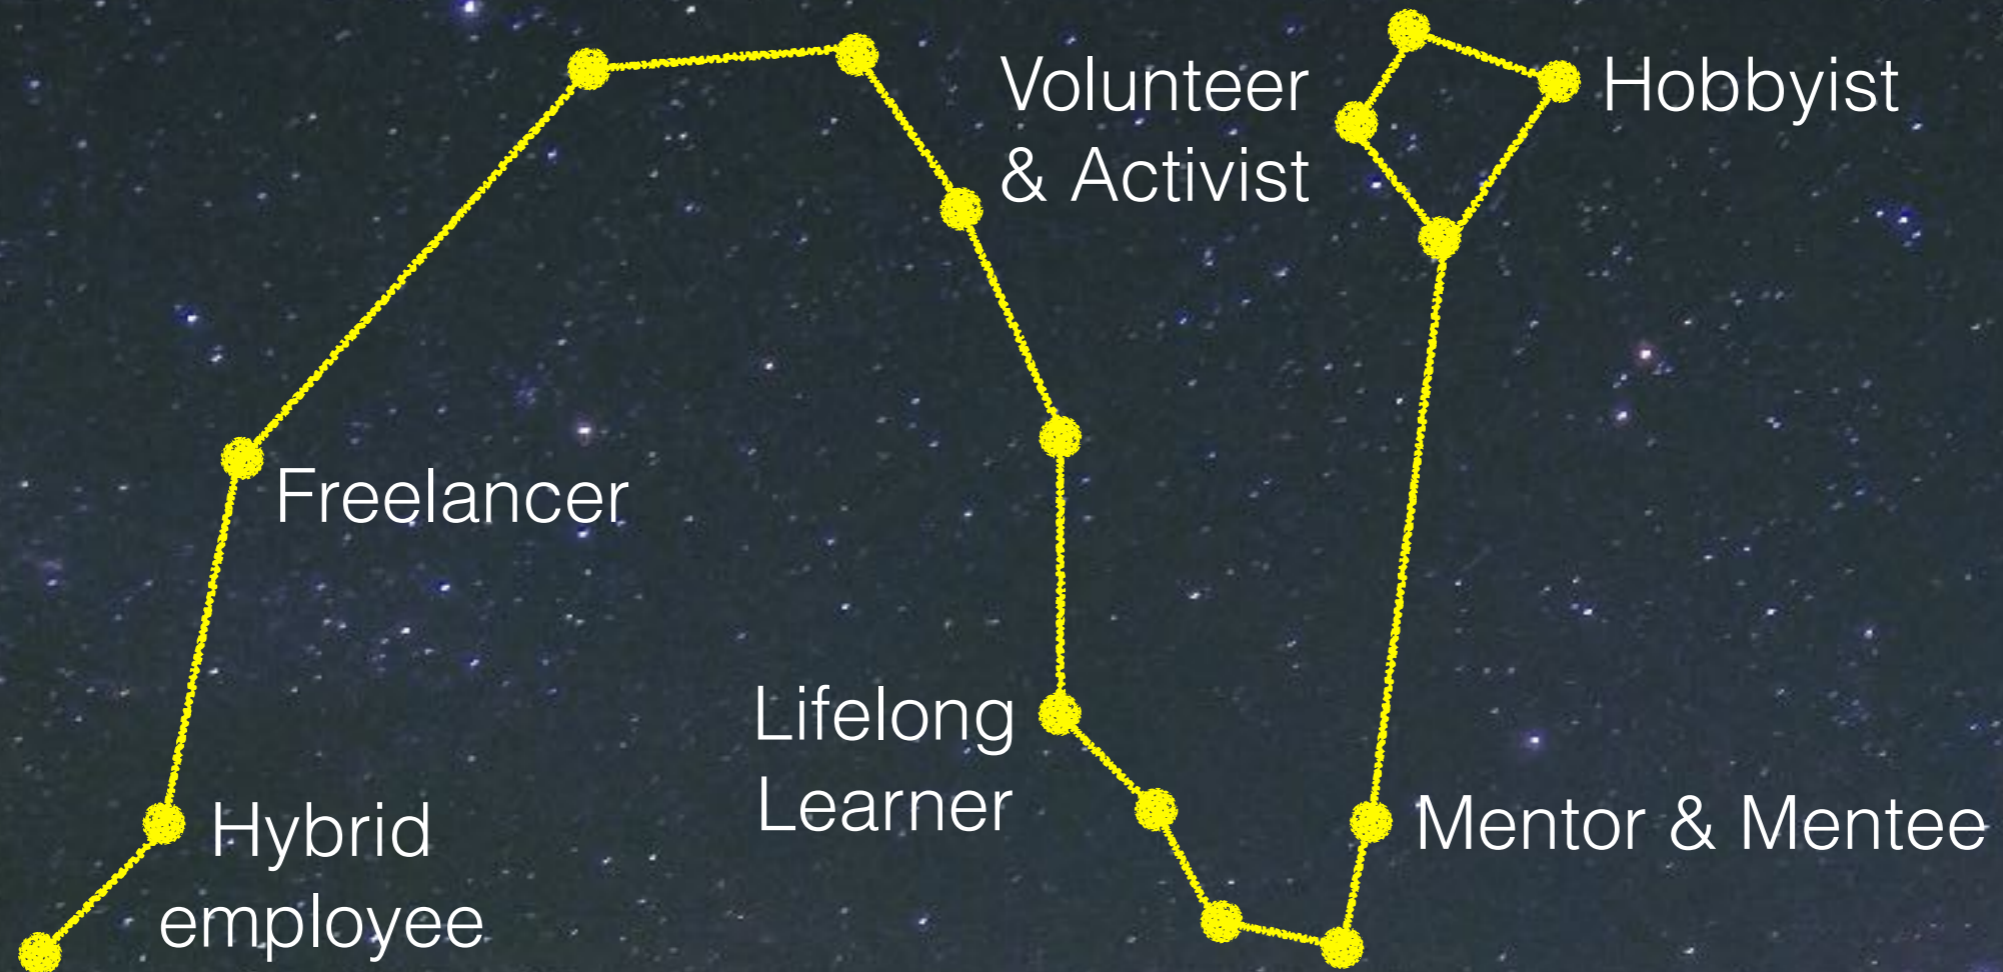 Volunteer
& Activist
Hobbyist
Freelancer
Lifelong
Learner
Hybrid
employee
Mentor & Mentee